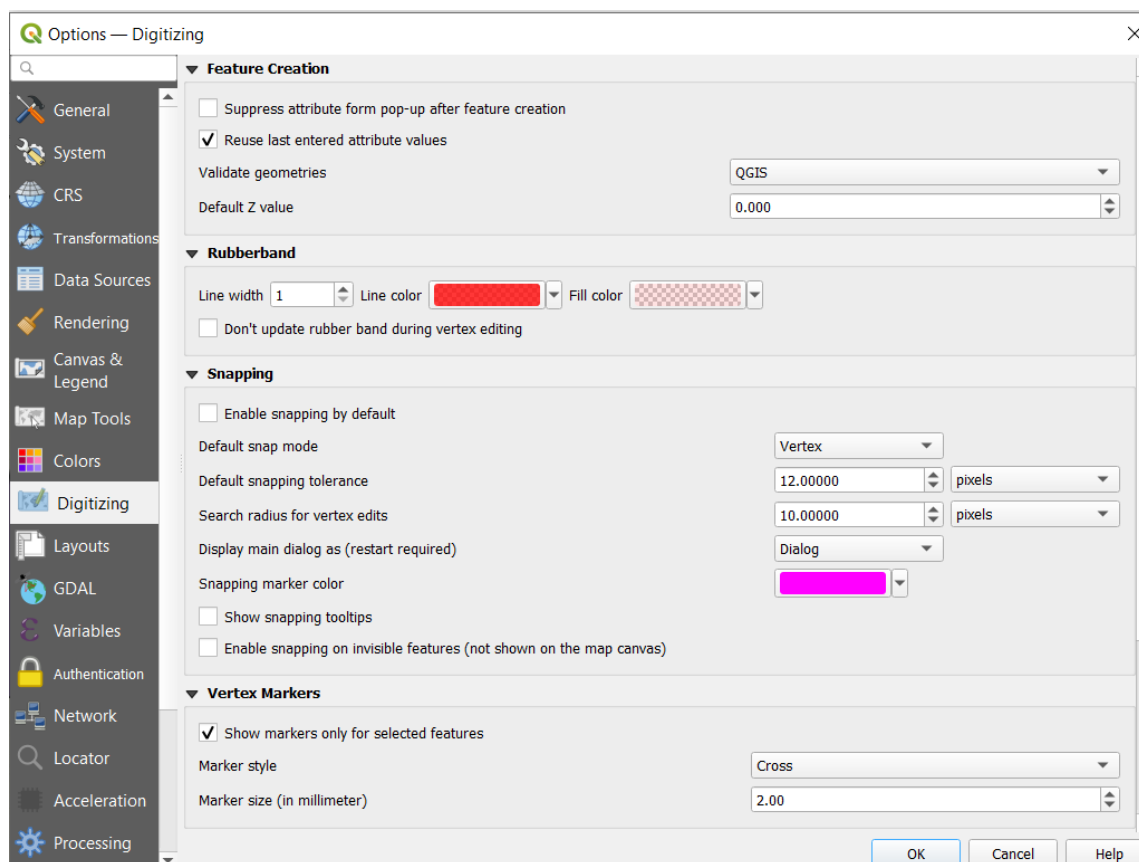 Options — Digitizing
General
System
CRS
Transformations
Data Sources
Rendering
Canvas &
Legend
Map Tools
Colors
Digitizing
Layouts
GDAL
Variables
Authentication
Network
Locator
Acceleration
Processing
Feature Creation
Suppress attribute form pop-up after feature creation
Reuse last entered attribute values
Validate geometries QGIS
Default Z value 0.000
Rubberband
Line width 1 Line color Fill color
Don't update rubber band during vertex editing
Snapping
Enable snapping by default
Default snap mode Vertex
Default snapping tolerance 12.00000 pixels
Search radius for vertex edits 10.00000 pixels
Display main dialog as (restart required) Dialog
Snapping marker color
Show snapping tooltips
Enable snapping on invisible features (not shown on the map canvas)
Vertex Markers
Show markers only for selected features
Marker style Cross
Marker size (in millimeter) 2.00
OK Cancel Help